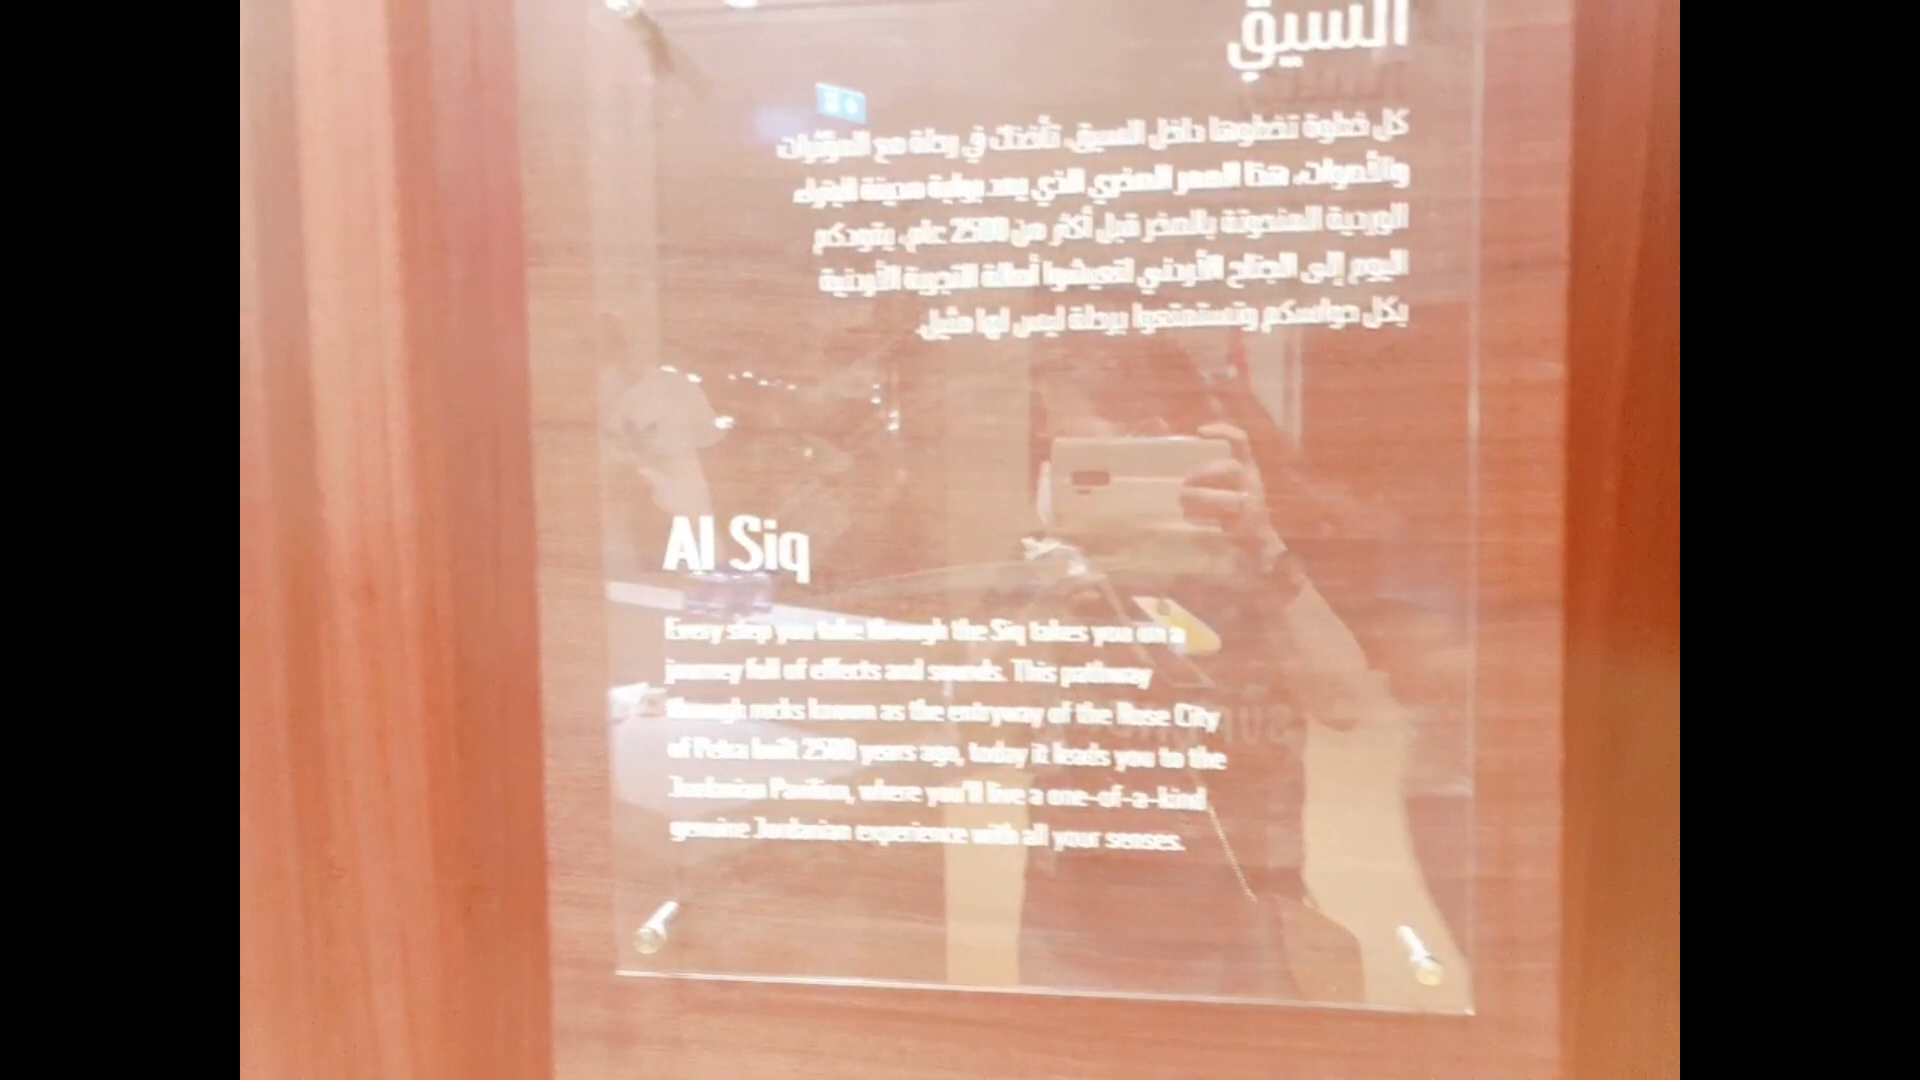 السيق
كل خطوة تخطوها داخل السيق، تأخذك في رحلة مع المؤثرات
والأصوات، هذا الممر الصخري الذي يعد بوابة مدينة البتراء
الوردية المنحوتة بالصخر قبل أكثر من 2500 عام، يقودكم
اليوم إلى الجناح الأردني لتعيشوا أصالة التجربة الأردنية
بكل حواسكم وتستمتعوا برحلة ليس لها مثيل.
Al Siq
Every step you take through the Siq takes you on a
journey full of effects and sounds. This pathway
through rocks known as the entryway of the Rose City
of Petra built 2500 years ago, today it leads you to the
Jordanian Pavilion, where you'll live a one-of-a-kind
genuine Jordanian experience with all your senses.